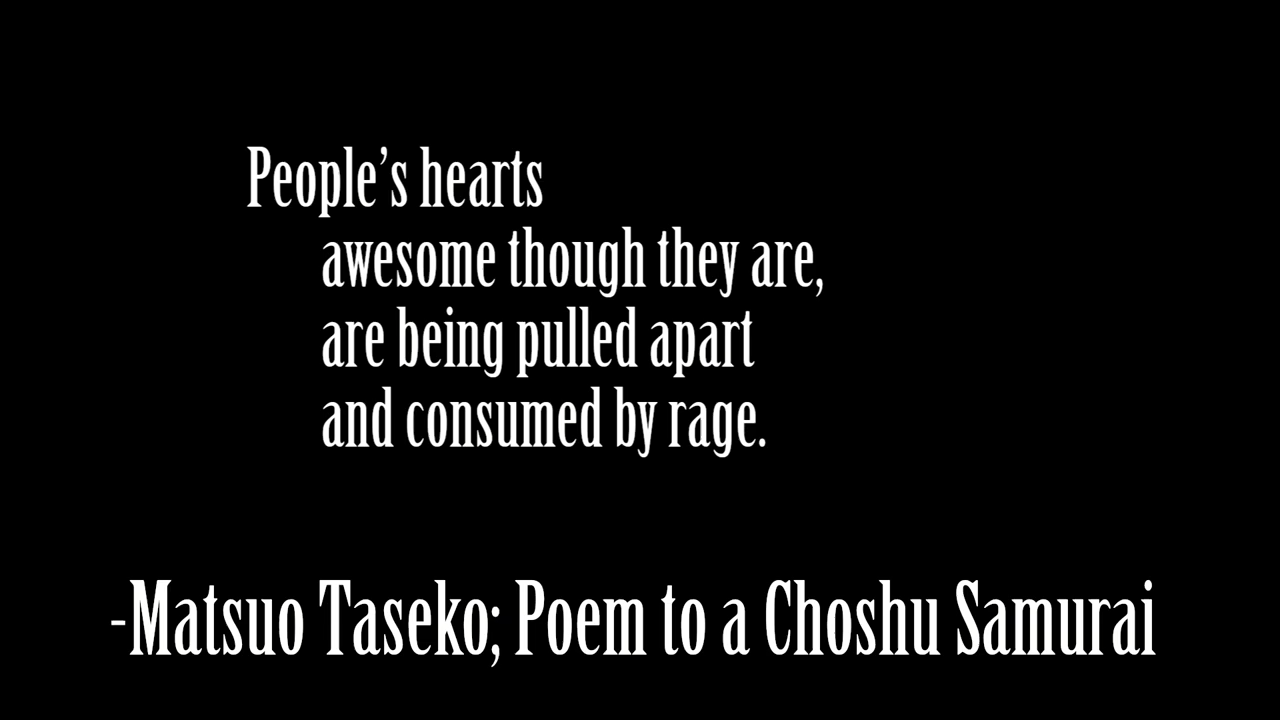 People’s hearts
awesome though they are,
are being pulled apart
and consumed by rage.
-Matsuo Taseko; Poem to a Choshu Samurai